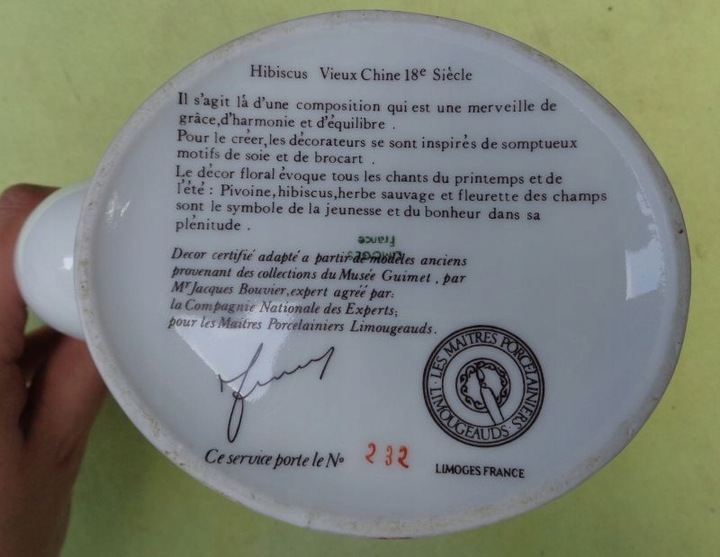 Hibiscus Vieux Chine 18e Siècle
Il s'agit là d'une composition qui est une merveille de
grâce,d'harmonie et d'équilibre .
Pour le créer,les décorateurs se sont inspirés de somptueux
motifs de soie et de brocart .
Le décor floral évoque tous les chants du printemps et de
l'été : Pivoine,hibiscus,herbe sauvage et fleurette des champs
sont le symbole de la jeunesse et du bonheur dans sa
plénitude .
LIMOGES
France
Decor certifié adapté a partir de modèles anciens
provenant des collections du Musée Guimet , par
Mr Jacques Bouvier,expert agréé par:
la Compagnie Nationale des Experts;
pour les Maitres Porcelainiers Limougeauds.
LES MAITRES PORCELAINIERS LIMOUGEAUDS
Ce service porte le No 232
LIMOGES FRANCE